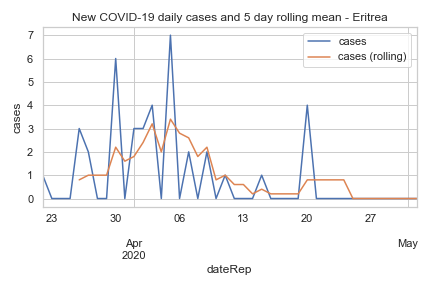 New COVID-19 daily cases and 5 day rolling mean - Eritrea
cases
cases (rolling)
7
6
5
4
3
2
1
0
cases
23
30
06
13
20
27
Apr
2020
May
dateRep